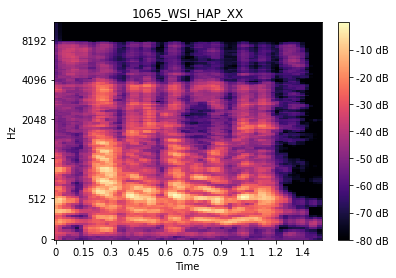 1065_WSI_HAP_XX
Hz
8192
4096
2048
1024
512
0
0 0.15 0.3 0.45 0.6 0.75 0.9 1.1 1.2 1.4
Time
-10 dB
-20 dB
-30 dB
-40 dB
-50 dB
-60 dB
-70 dB
-80 dB